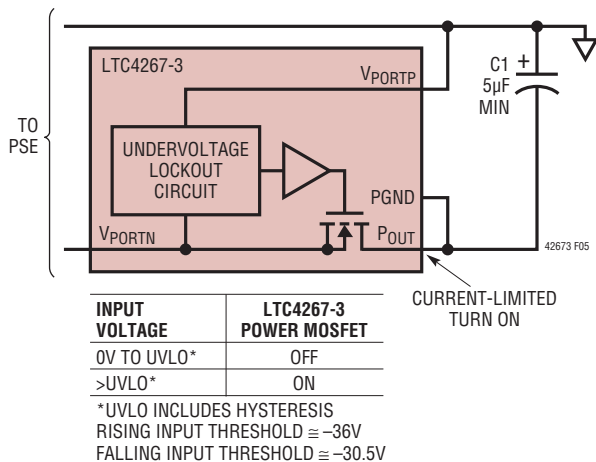 LTC4267-3
VPORTP
C1 +
5µF
MIN
TO
PSE
UNDERVOLTAGE
LOCKOUT
CIRCUIT
PGND
VPORTN
POUT
42673 F05
CURRENT-LIMITED
TURN ON
INPUT VOLTAGE
LTC4267-3 POWER MOSFET
0V TO UVLO* OFF
>UVLO* ON
*UVLO INCLUDES HYSTERESIS
RISING INPUT THRESHOLD ≅ –36V
FALLING INPUT THRESHOLD ≅ –30.5V